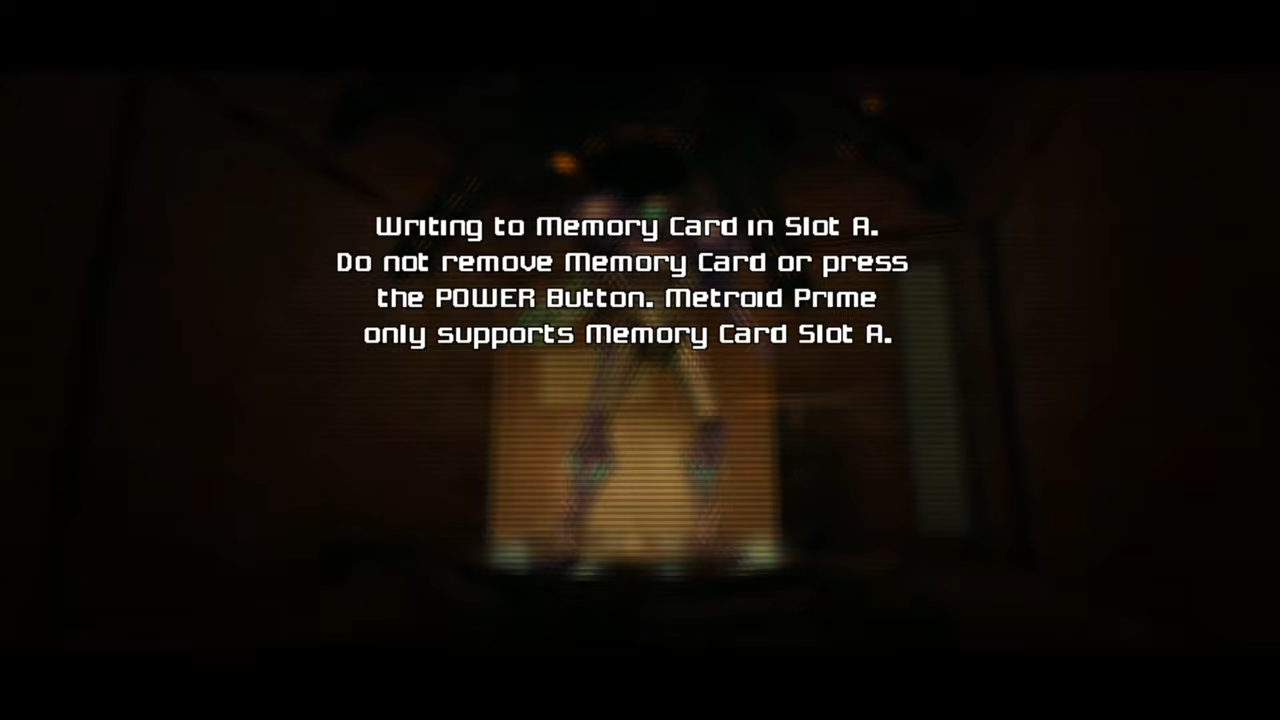 Writing to Memory Card in Slot A.
Do not remove Memory Card or press
the POWER Button. Metroid Prime
only supports Memory Card Slot A.